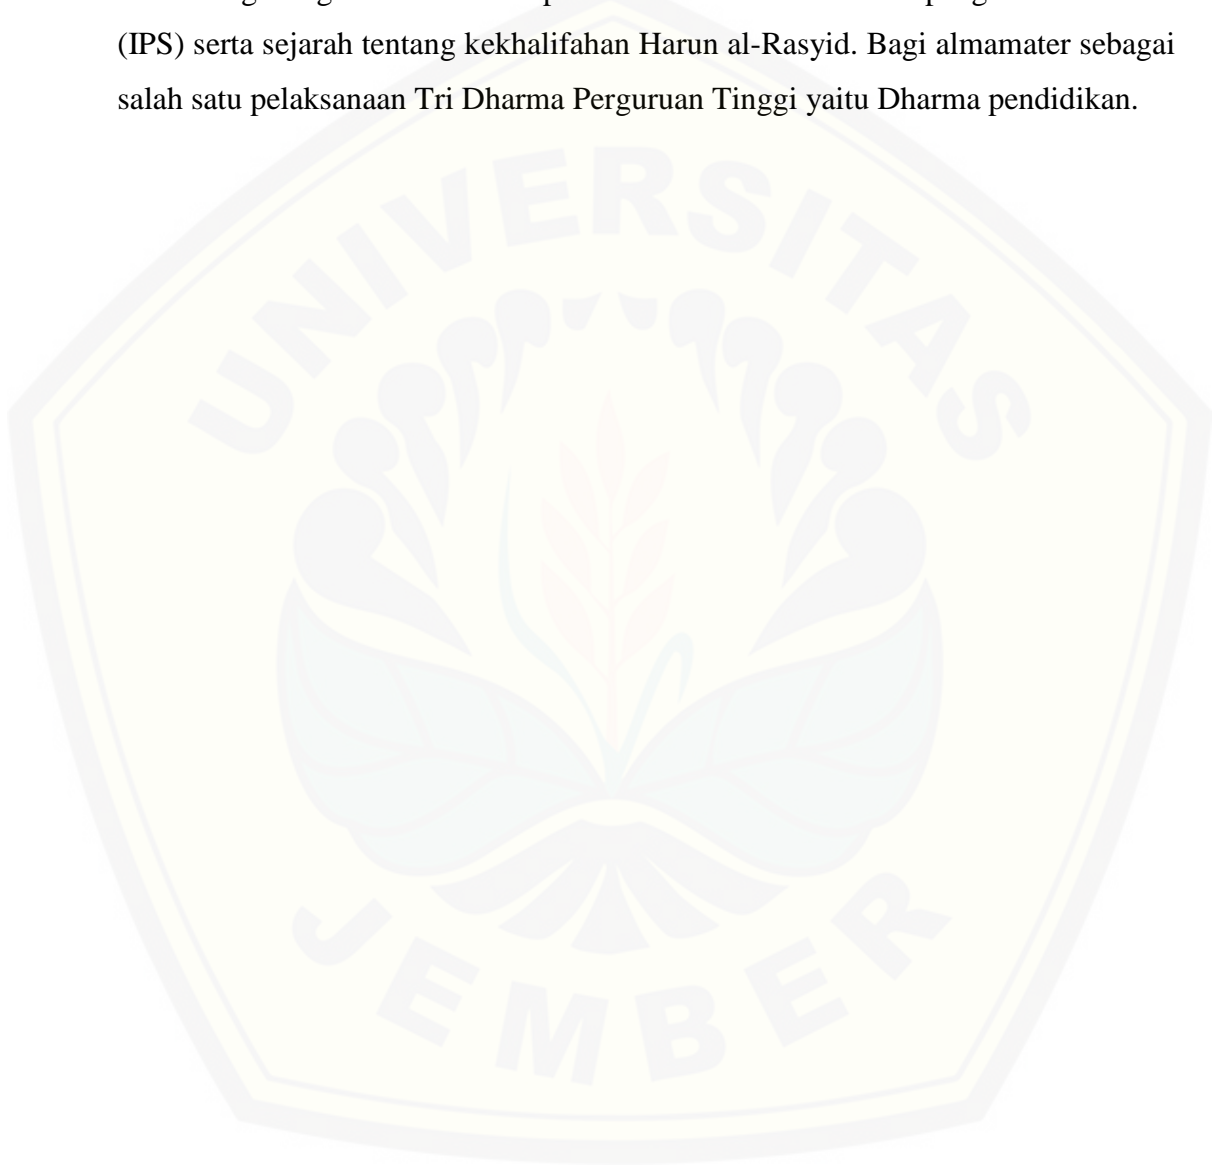 (IPS) serta sejarah tentang kekhalifahan Harun al-Rasyid. Bagi almamater sebagai
salah satu pelaksanaan Tri Dharma Perguruan Tinggi yaitu Dharma pendidikan.
UNIVERSITAS
JEMBER